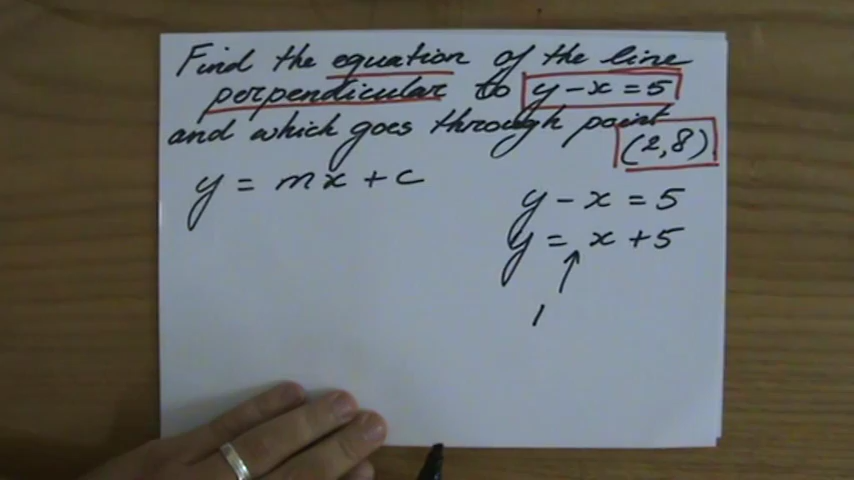 Find the equation of the line
perpendicular to y - x = 5
and which goes through point
(2,8)
y = mx + c
y - x = 5
y = x + 5
1